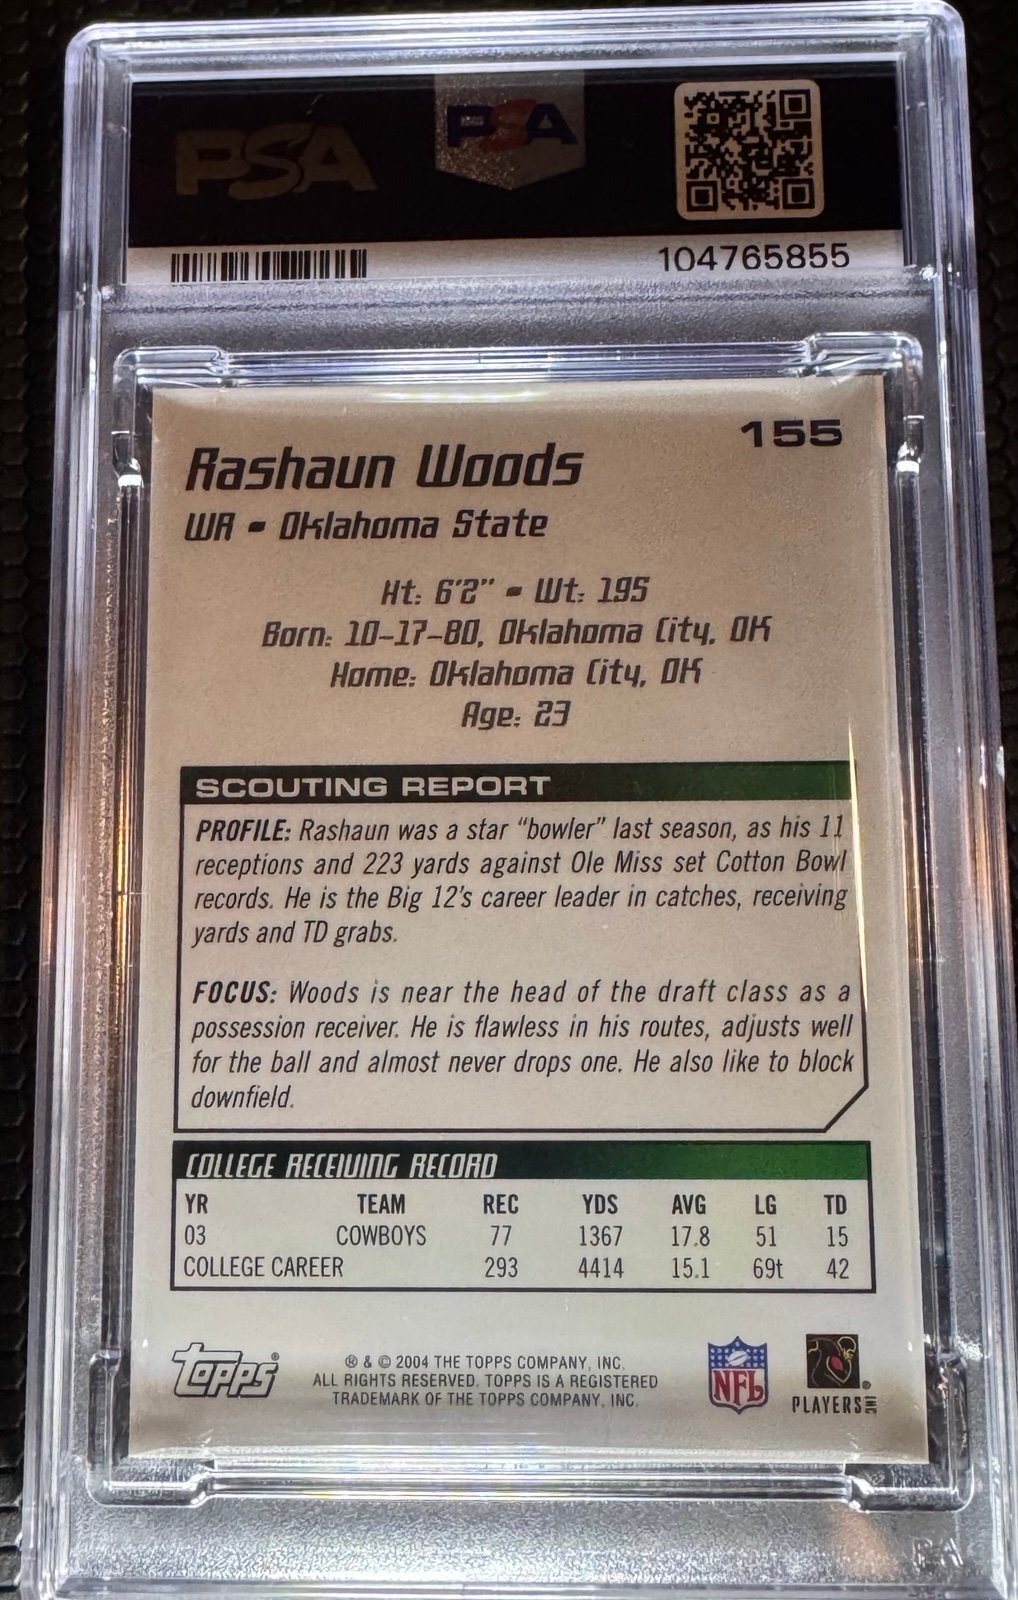 PSA
PSA
104765855
155
Rashaun Woods
WR - Oklahoma State
Ht: 6'2" - Wt: 195
Born: 10-17-80, Oklahoma City, OK
Home: Oklahoma City, OK
Age: 23
SCOUTING REPORT
PROFILE: Rashaun was a star "bowler" last season, as his 11
receptions and 223 yards against Ole Miss set Cotton Bowl
records. He is the Big 12's career leader in catches, receiving
yards and TD grabs.
FOCUS: Woods is near the head of the draft class as a
possession receiver. He is flawless in his routes, adjusts well
for the ball and almost never drops one. He also like to block
downfield.
COLLEGE RECEIVING RECORD
YR TEAM REC YDS AVG LG TD
03 COWBOYS 77 1367 17.8 51 15
COLLEGE CAREER 293 4414 15.1 69t 42
Topps®
® & © 2004 THE TOPPS COMPANY, INC.
ALL RIGHTS RESERVED. TOPPS IS A REGISTERED
TRADEMARK OF THE TOPPS COMPANY, INC.
NFL
PLAYERS INC